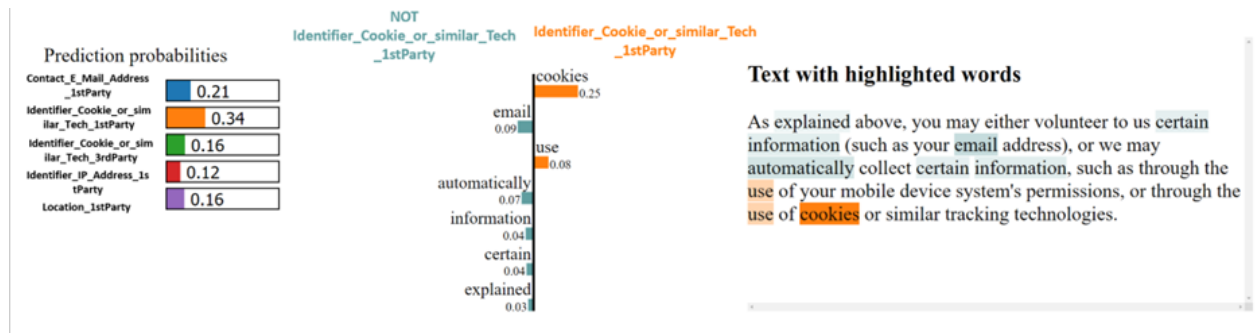 Prediction probabilities
Contact_E_Mail_Address
_1stParty
0.21
Identifier_Cookie_or_sim
ilar_Tech_1stParty
0.34
Identifier_Cookie_or_sim
ilar_Tech_3rdParty
0.16
Identifier_IP_Address_1s
tParty
0.12
Location_1stParty
0.16
NOT
Identifier_Cookie_or_similar_Tech
_1stParty
Identifier_Cookie_or_similar_Tech
_1stParty
cookies
0.25
email
0.09
use
0.08
automatically
0.07
information
0.04
certain
0.04
explained
0.03
Text with highlighted words
As explained above, you may either volunteer to us certain
information (such as your email address), or we may
automatically collect certain information, such as through the
use of your mobile device system's permissions, or through the
use of cookies or similar tracking technologies.